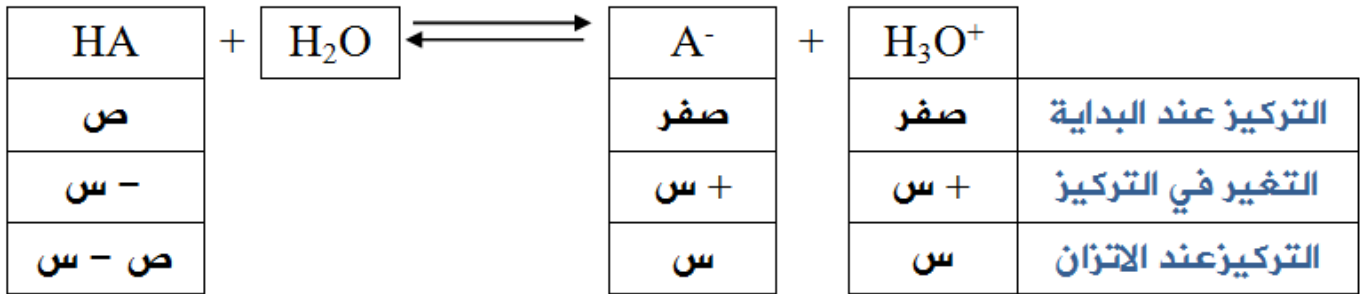 HA + H₂O ⇌ A⁻ + H₃O⁺
ص صفر صفر التركيز عند البداية
– س + س + س التغير في التركيز
ص – س س س التركيزعند الاتزان